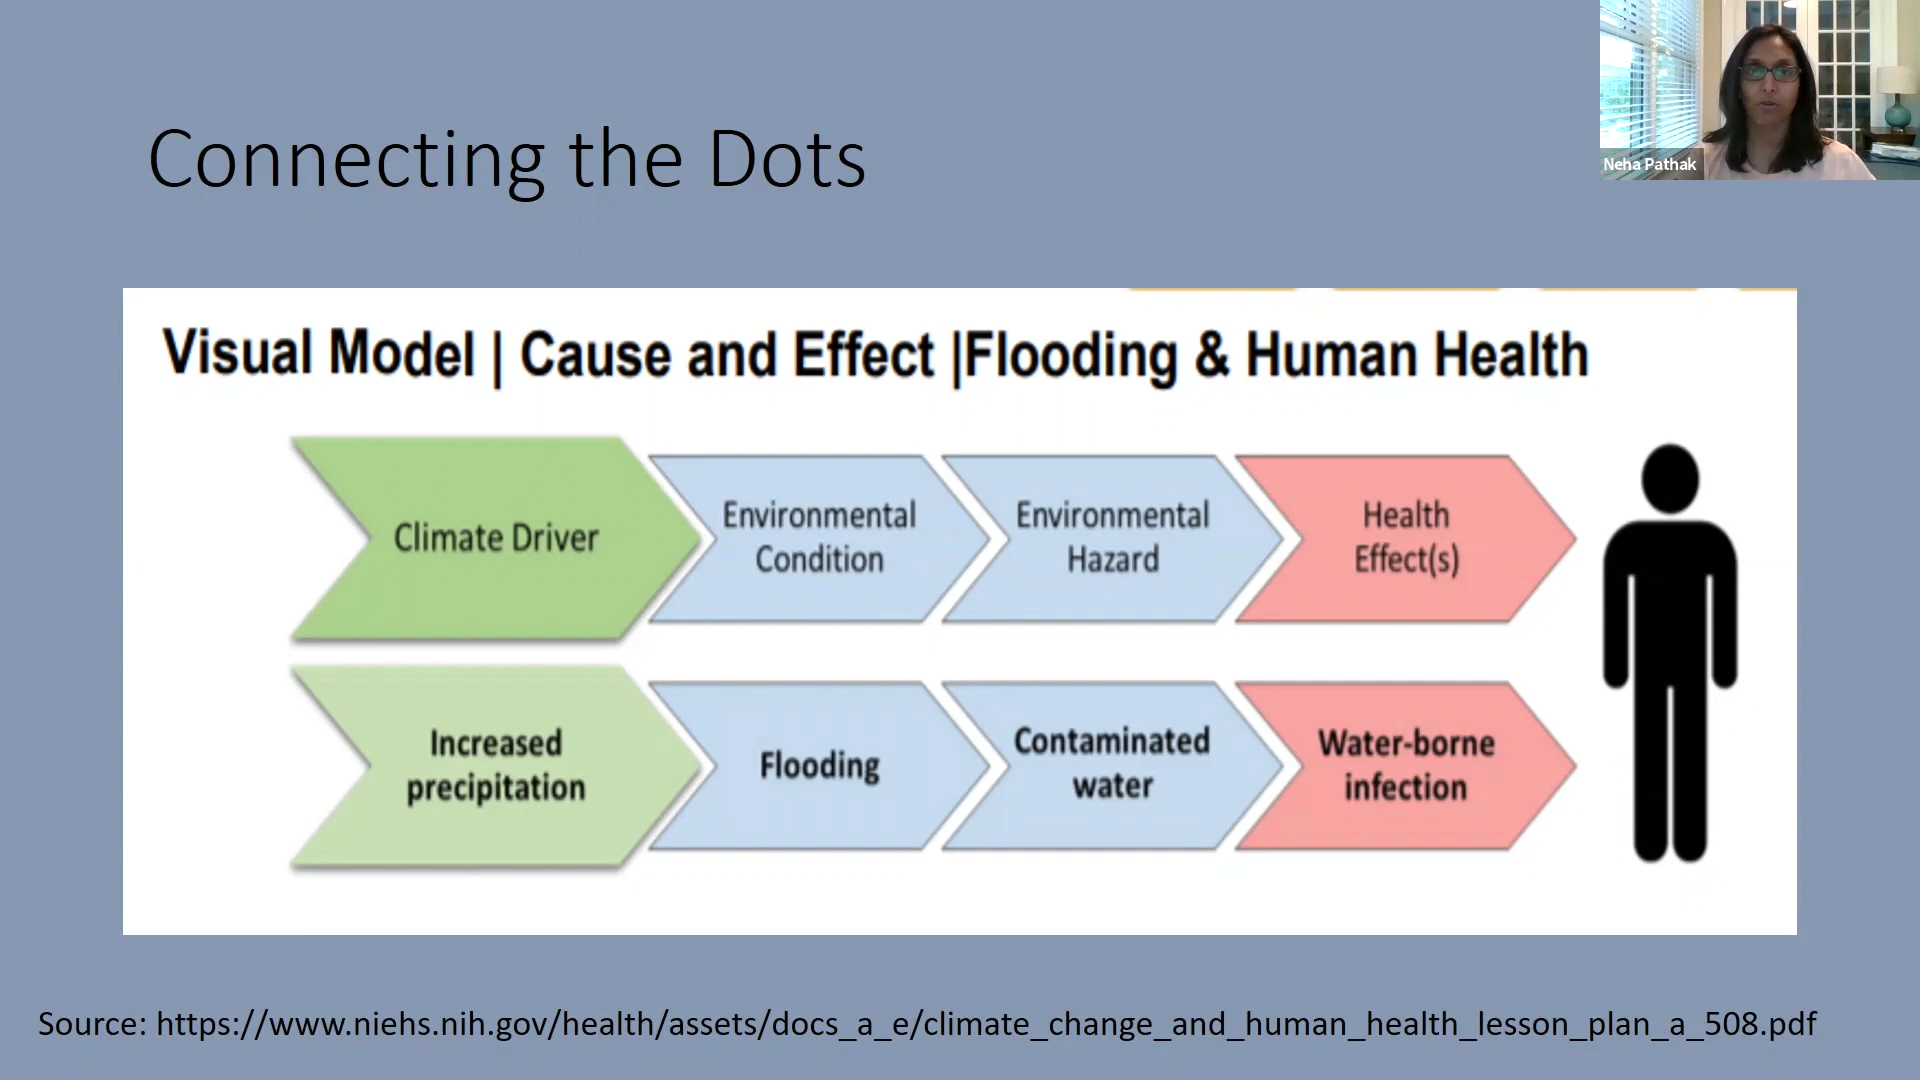 Connecting the Dots
Neha Pathak
Visual Model | Cause and Effect |Flooding & Human Health
Climate Driver
Environmental
Condition
Environmental
Hazard
Health
Effect(s)
Increased
precipitation
Flooding
Contaminated
water
Water-borne
infection
Source: https://www.niehs.nih.gov/health/assets/docs_a_e/climate_change_and_human_health_lesson_plan_a_508.pdf